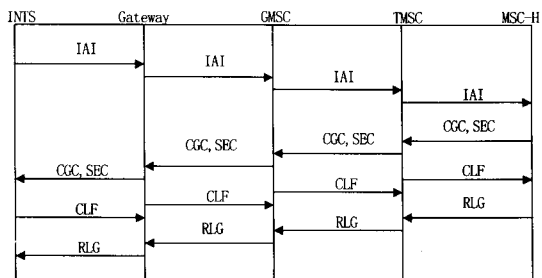 INTS Gateway GMSC TMSC MSC-H
IAI
IAI
IAI
IAI
CGC, SEC
CGC, SEC
CGC, SEC
CGC, SEC
CLF
CLF
CLF
CLF
RLG
RLG
RLG
RLG